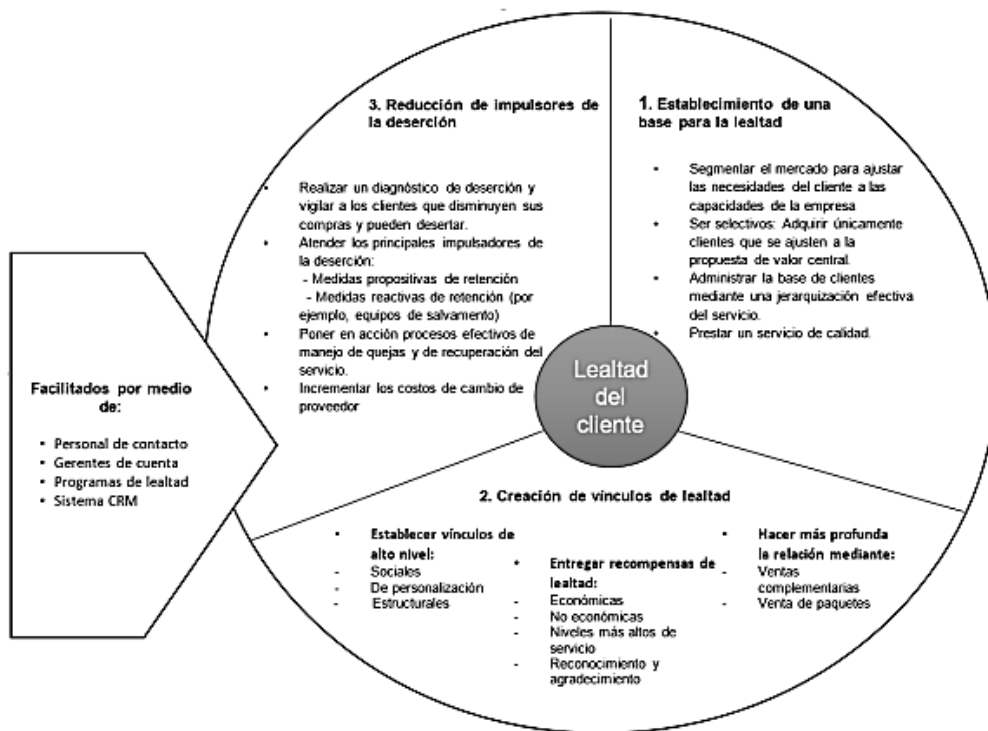 Facilitados por medio
de:
• Personal de contacto
• Gerentes de cuenta
• Programas de lealtad
• Sistema CRM
3. Reducción de impulsores de
la deserción
• Realizar un diagnóstico de deserción y
vigilar a los clientes que disminuyen sus
compras y pueden desertar.
• Atender los principales impulsadores de
la deserción:
- Medidas propositivas de retención
- Medidas reactivas de retención (por
ejemplo, equipos de salvamento)
• Poner en acción procesos efectivos de
manejo de quejas y de recuperación del
servicio.
• Incrementar los costos de cambio de
proveedor
1. Establecimiento de una
base para la lealtad
• Segmentar el mercado para ajustar
las necesidades del cliente a las
capacidades de la empresa
• Ser selectivos: Adquirir únicamente
clientes que se ajusten a la
propuesta de valor central.
• Administrar la base de clientes
mediante una jerarquización efectiva
del servicio.
• Prestar un servicio de calidad.
Lealtad
del
cliente
2. Creación de vínculos de lealtad
• Establecer vínculos de
alto nivel:
- Sociales
- De personalización
- Estructurales
• Entregar recompensas de
lealtad:
- Económicas
- No económicas
- Niveles más altos de
servicio
- Reconocimiento y
agradecimiento
• Hacer más profunda
la relación mediante:
- Ventas
complementarias
- Venta de paquetes